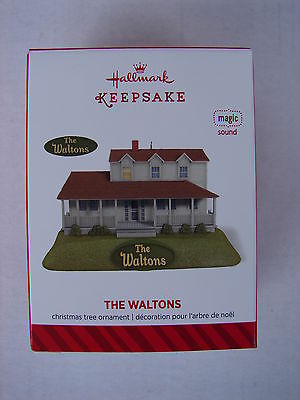 Hallmark
KEEPSAKE
magic
sound
The
Waltons
The
Waltons
THE WALTONS
christmas tree ornament | décoration pour l'arbre de noël